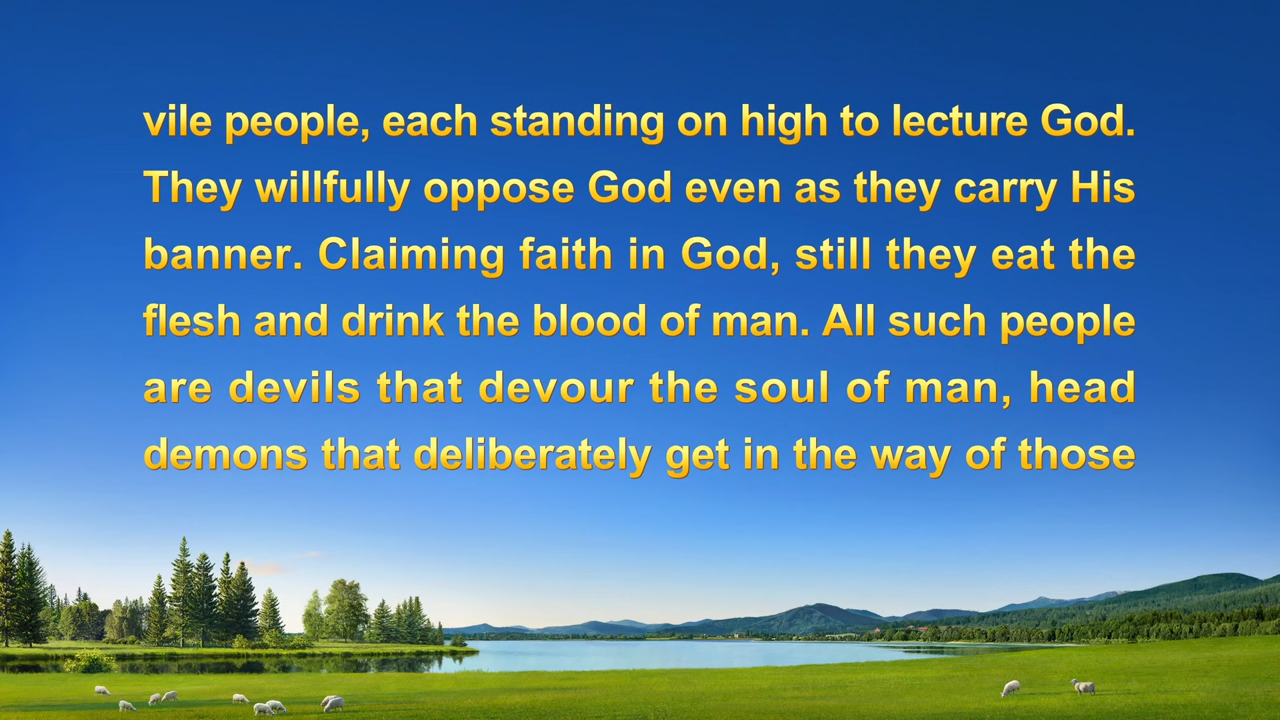 vile people, each standing on high to lecture God.
They willfully oppose God even as they carry His
banner. Claiming faith in God, still they eat the
flesh and drink the blood of man. All such people
are devils that devour the soul of man, head
demons that deliberately get in the way of those